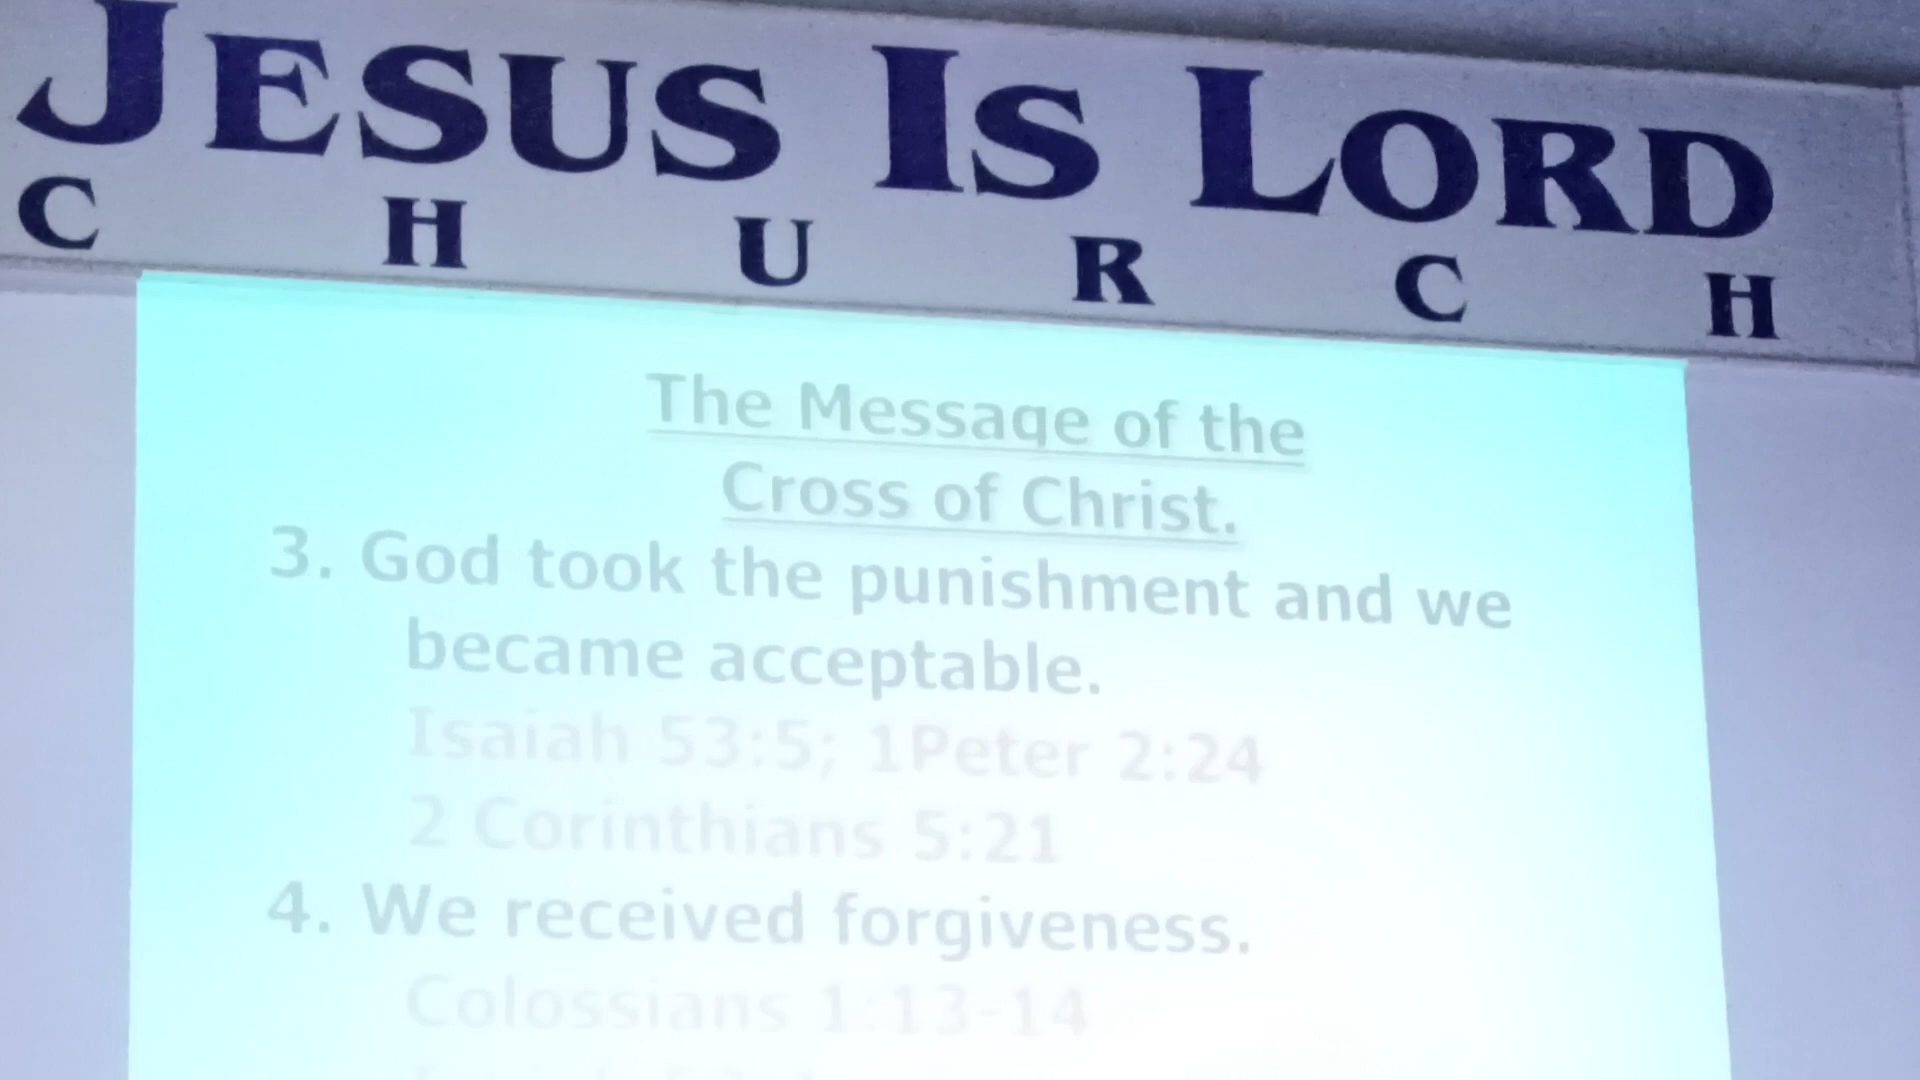 JESUS IS LORD
CHURCH
The Message of the
Cross of Christ.
3. God took the punishment and we
became acceptable.
Isaiah 53:5; 1Peter 2:24
2 Corinthians 5:21
4. We received forgiveness.
Colossians 1:13-14